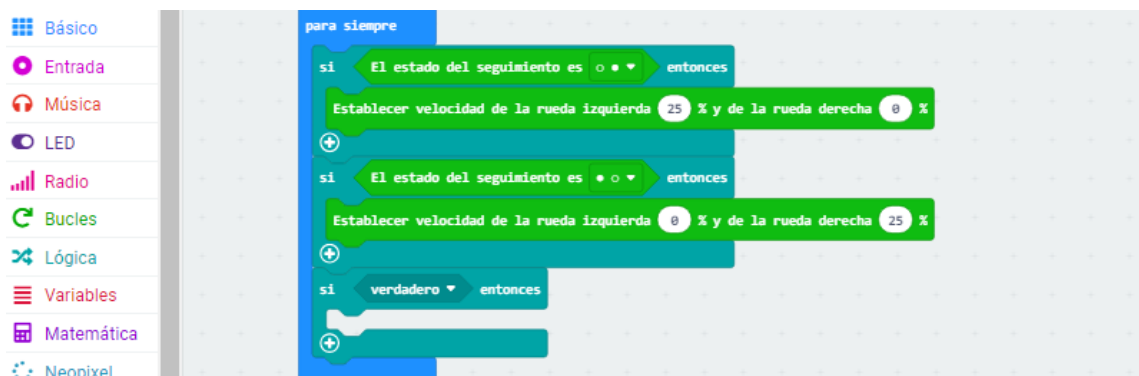 Básico
Entrada
Música
LED
Radio
Bucles
Lógica
Variables
Matemática
Neopixel
para siempre
si El estado del seguimiento es ○ ● entonces
Establecer velocidad de la rueda izquierda 25 % y de la rueda derecha 0 %
si El estado del seguimiento es ● ○ entonces
Establecer velocidad de la rueda izquierda 0 % y de la rueda derecha 25 %
si verdadero entonces